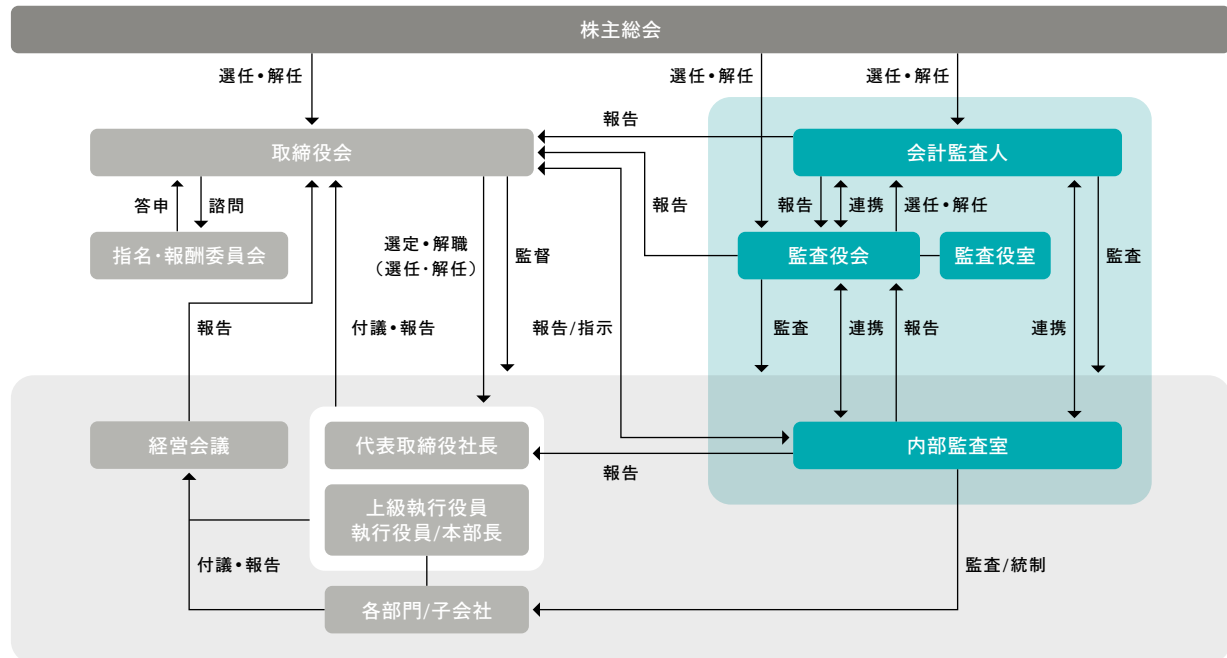 株主総会
選任・解任
選任・解任
選任・解任
報告
取締役会
会計監査人
答申
諮問
報告
報告
連携
選任・解任
指名・報酬委員会
選定・解職
（選任・解任）
監督
監査役会
監査役室
監査
報告
付議・報告
報告/指示
監査
連携
報告
連携
経営会議
代表取締役社長
内部監査室
報告
上級執行役員
執行役員/本部長
付議・報告
監査/統制
各部門/子会社